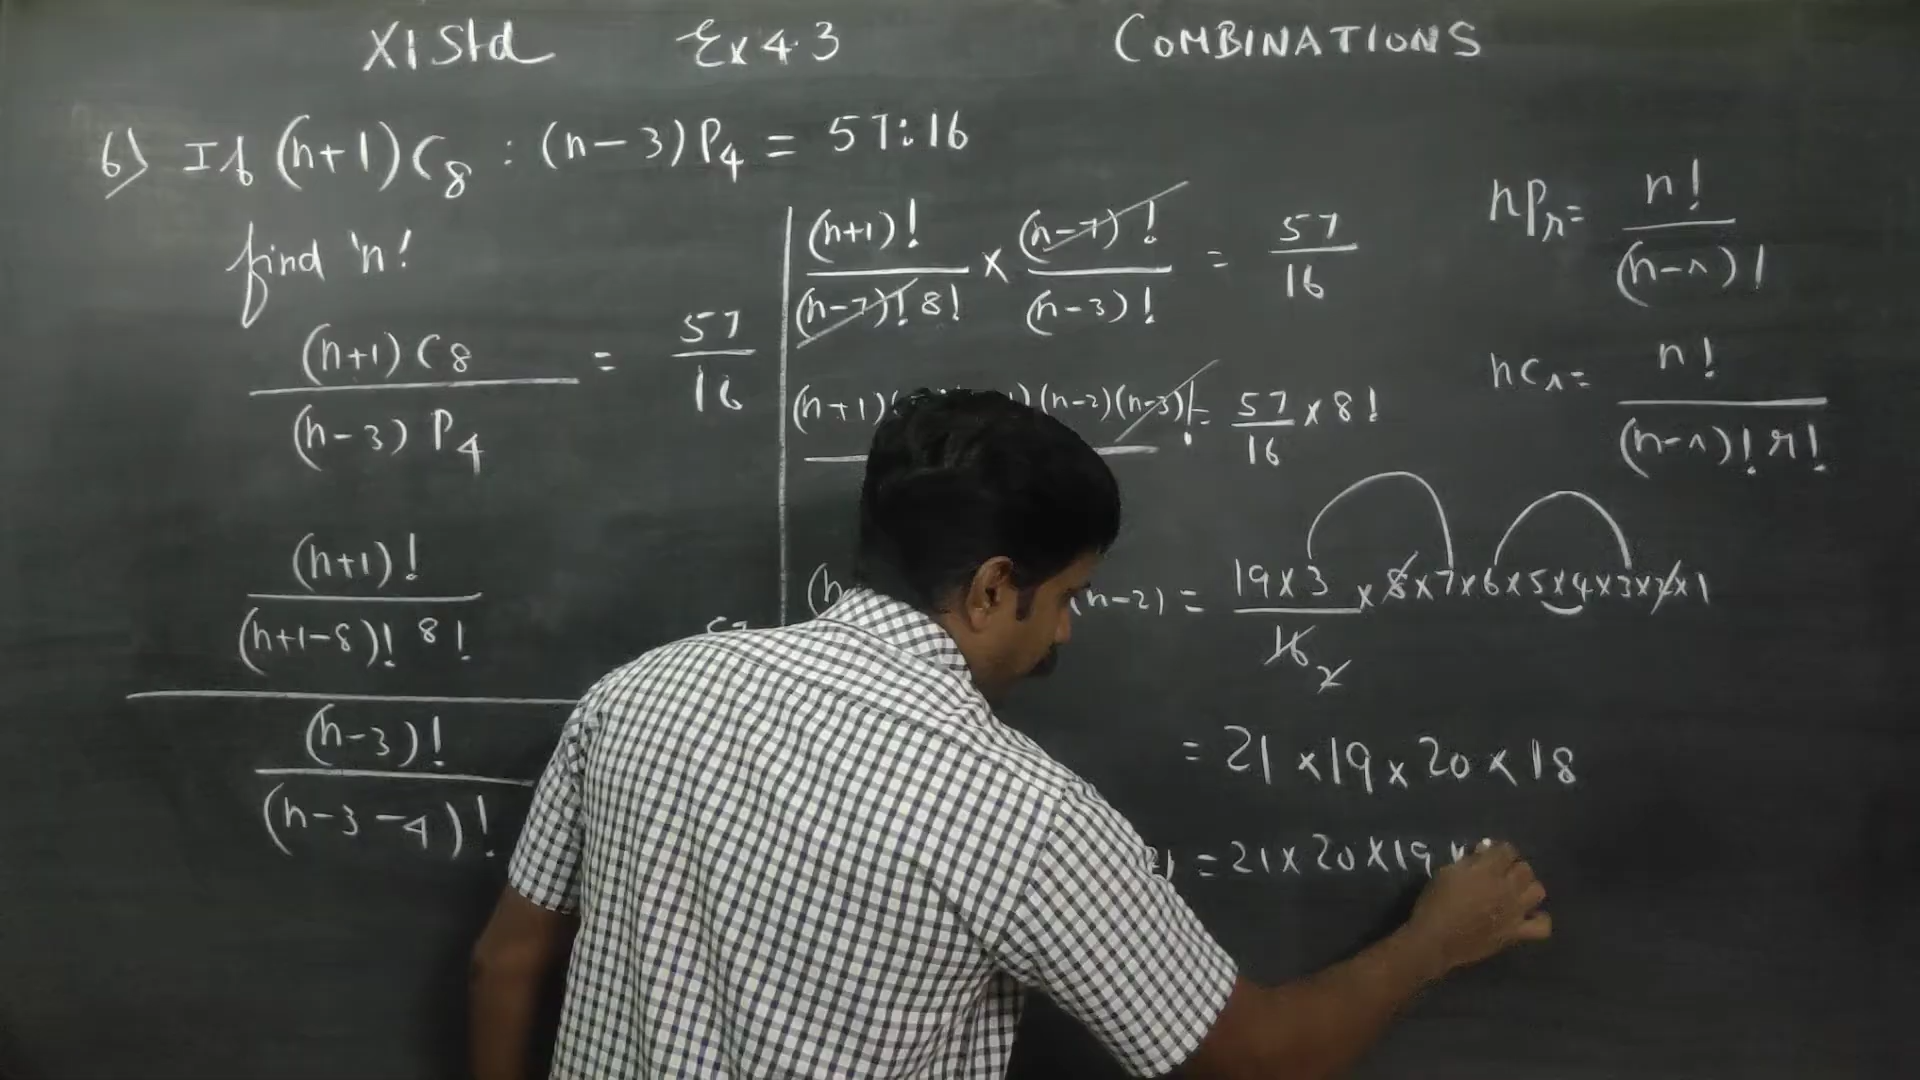 XI Std Ex 4.3 COMBINATIONS
6) If (n+1)C8 : (n-3)P4 = 57:16
find 'n'
(n+1)C8 = 57
(n-3) P4 16
(n+1)!
(n+1-8)! 8!
(n-3)!
(n-3-4)!
(n+1)! × (n-7)! = 57
(n-7)! 8! (n-3)! 16
(n+1)( (n-2)(n-3)! = 57 × 8!
16
(n-2) = 19×3 × 8×7×6×5×4×3×2×1
16 2
= 21×19×20×18
= 21×20×19×
nPr = n!
(n-r)!
nCr = n!
(n-r)! r!